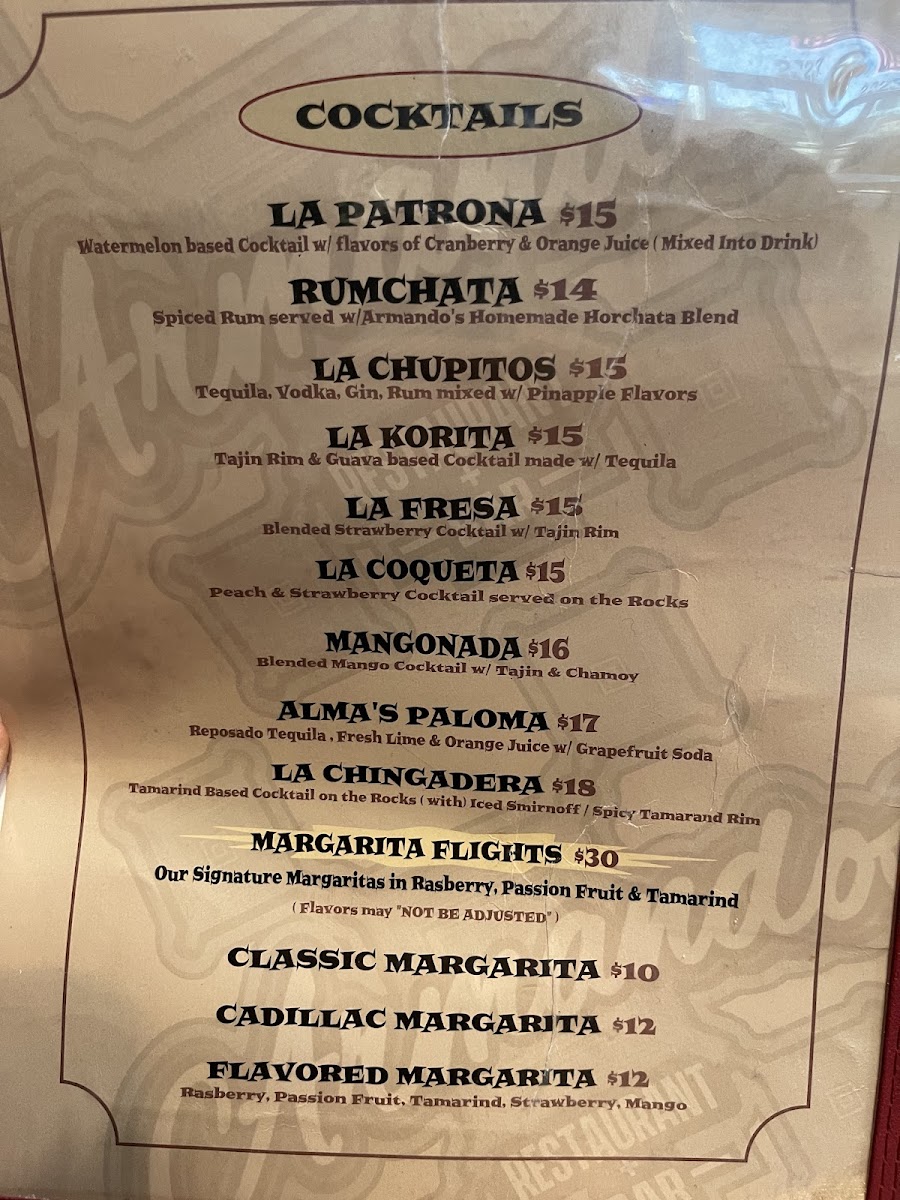 COCKTAILS
LA PATRONA $15
Watermelon based Cocktail w/ flavors of Cranberry & Orange Juice ( Mixed Into Drink)
RUMCHATA $14
Spiced Rum served w/Armando's Homemade Horchata Blend
LA CHUPITOS $15
Tequila, Vodka, Gin, Rum mixed w/ Pinapple Flavors
LA KORITA $15
Tajin Rim & Guava based Cocktail made w/ Tequila
LA FRESA $15
Blended Strawberry Cocktail w/ Tajin Rim
LA COQUETA $15
Peach & Strawberry Cocktail served on the Rocks
MANGONADA $16
Blended Mango Cocktail w/ Tajin & Chamoy
ALMA'S PALOMA $17
Reposado Tequila , Fresh Lime & Orange Juice w/ Grapefruit Soda
LA CHINGADERA $18
Tamarind Based Cocktail on the Rocks ( with) Iced Smirnoff / Spicy Tamarand Rim
MARGARITA FLIGHTS $30
Our Signature Margaritas in Rasberry, Passion Fruit & Tamarind
( Flavors may "NOT BE ADJUSTED" )
CLASSIC MARGARITA $10
CADILLAC MARGARITA $12
FLAVORED MARGARITA $12
Rasberry, Passion Fruit, Tamarind, Strawberry, Mango
Armando's
RESTAURANT
BAR